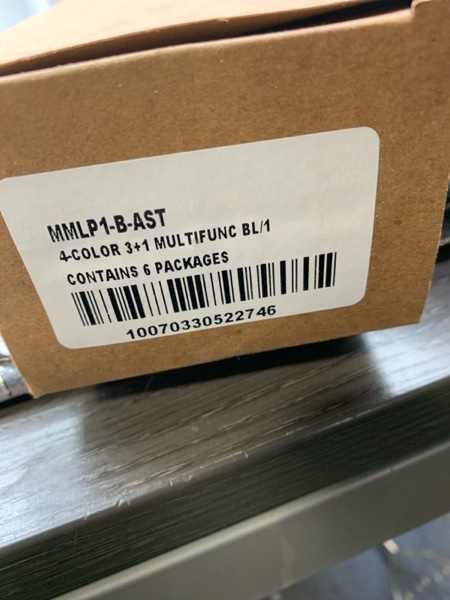 MMLP1-B-AST
4-COLOR 3+1 MULTIFUNC BL/1
CONTAINS 6 PACKAGES
10070330522746